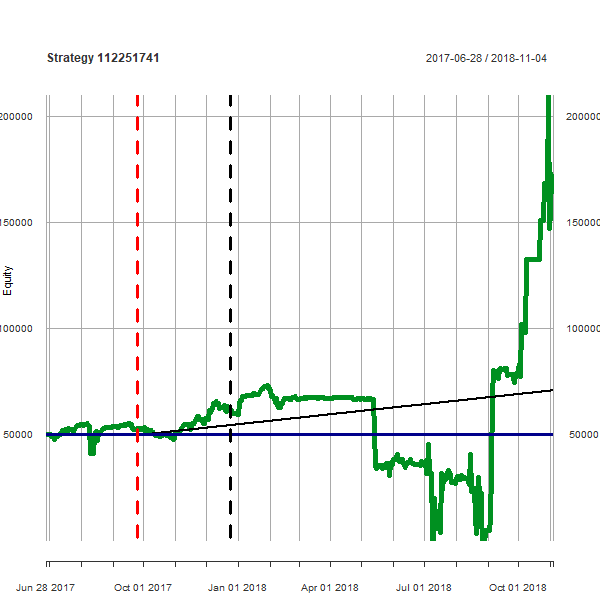 Strategy 112251741 2017-06-28 / 2018-11-04
200000 200000
150000 150000
Equity
100000 100000
50000 50000
Jun 28 2017 Oct 01 2017 Jan 01 2018 Apr 01 2018 Jul 01 2018 Oct 01 2018